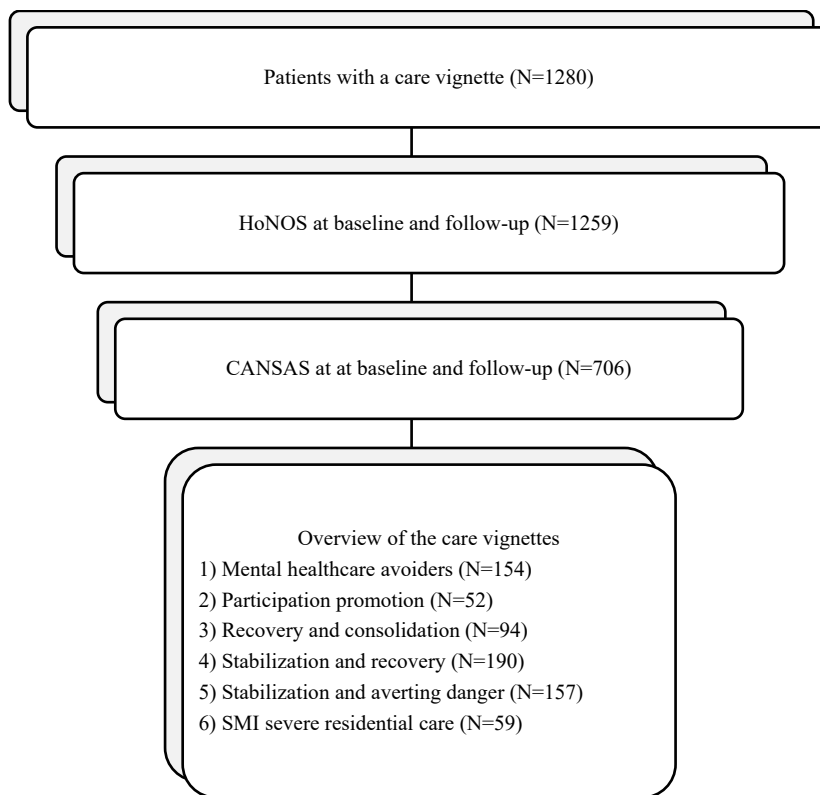 Patients with a care vignette (N=1280)
HoNOS at baseline and follow-up (N=1259)
CANSAS at at baseline and follow-up (N=706)
Overview of the care vignettes
1) Mental healthcare avoiders (N=154)
2) Participation promotion (N=52)
3) Recovery and consolidation (N=94)
4) Stabilization and recovery (N=190)
5) Stabilization and averting danger (N=157)
6) SMI severe residential care (N=59)